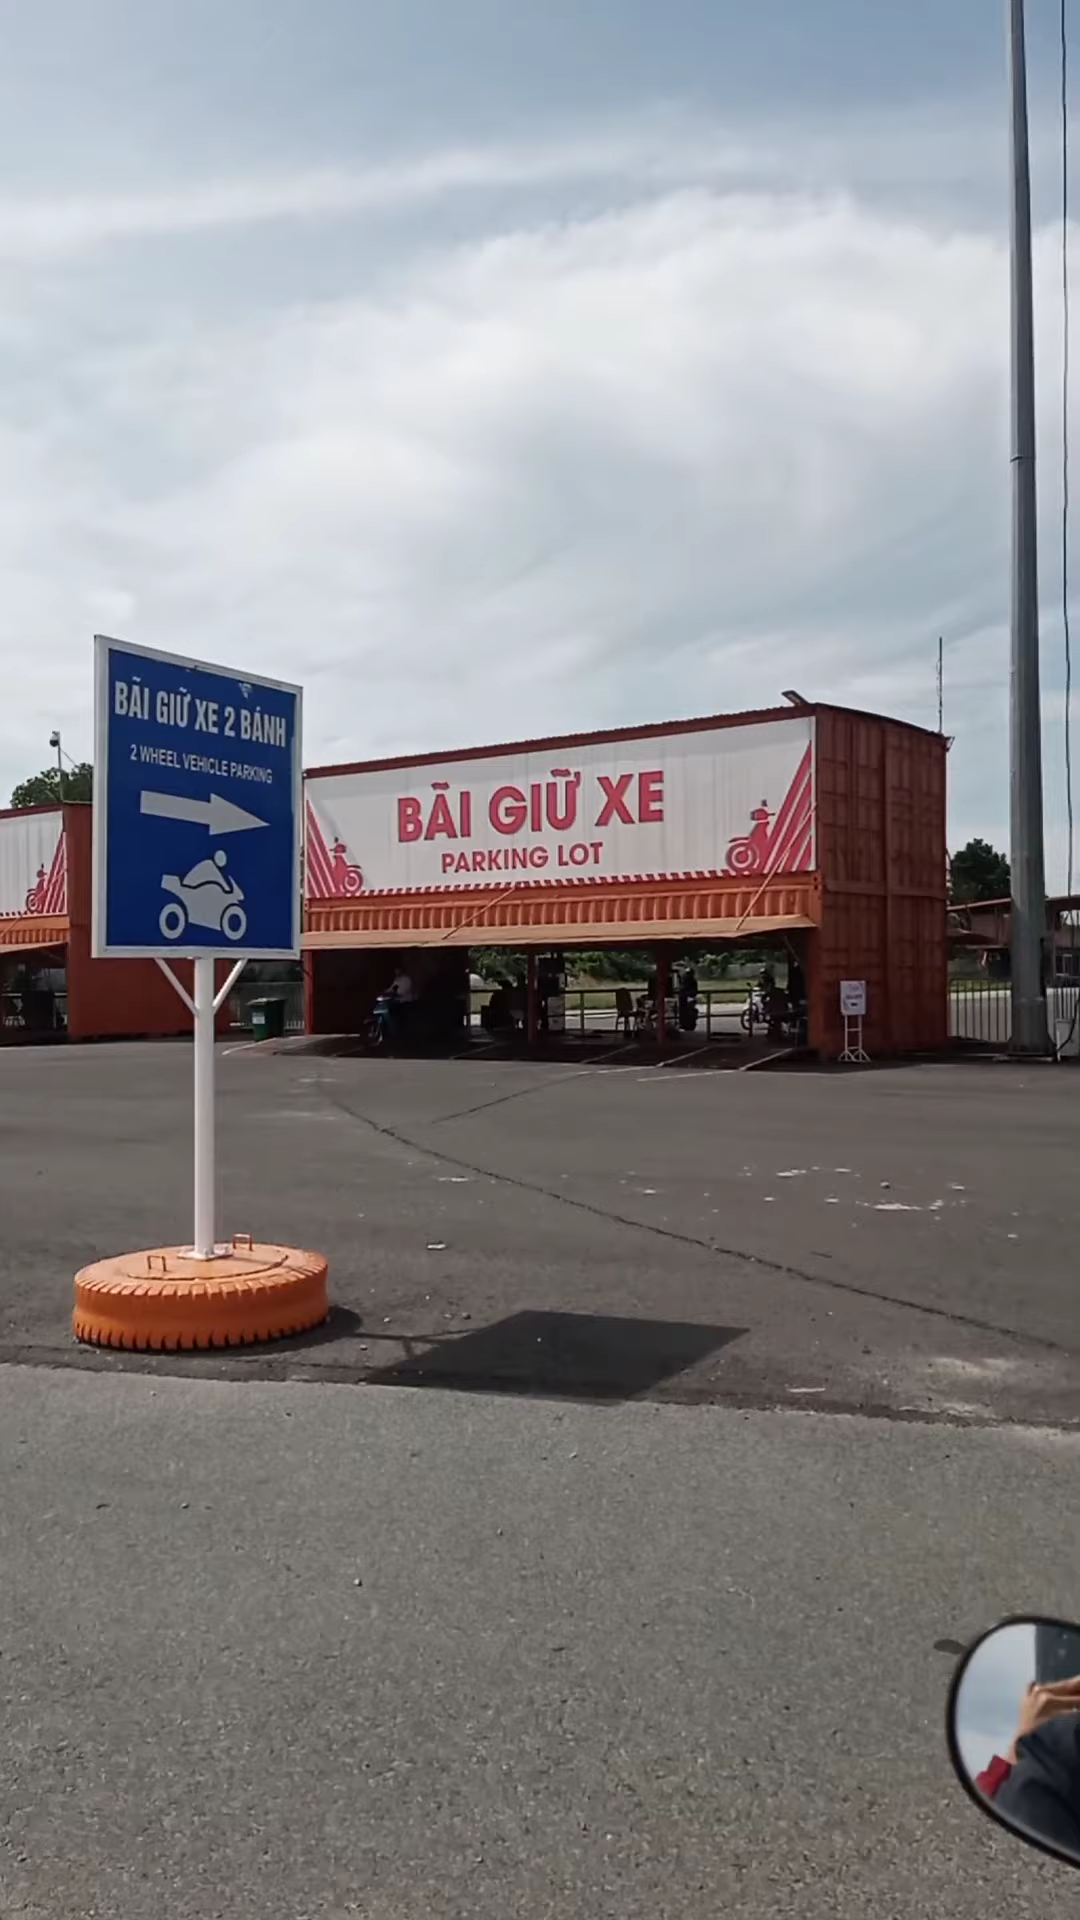 BÃI GIỮ XE 2 BÁNH
2 WHEEL VEHICLE PARKING
BÃI GIỮ XE
PARKING LOT